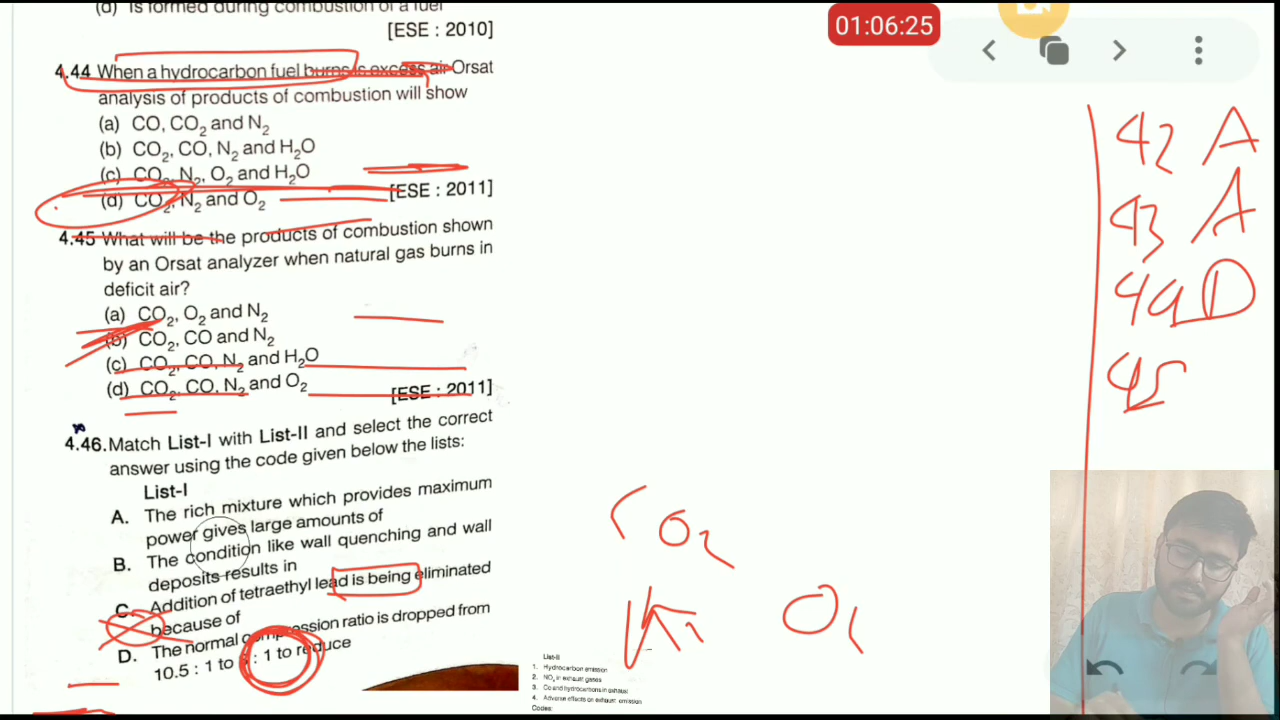 (d) is formed during combustion of a fuel
[ESE : 2010]
4.44 When a hydrocarbon fuel burns is excess air Orsat
analysis of products of combustion will show
(a) CO, CO₂ and N₂
(b) CO₂, CO, N₂ and H₂O
(c) CO₂, N₂, O₂ and H₂O
(d) CO₂, N₂ and O₂ [ESE : 2011]
4.45 What will be the products of combustion shown
by an Orsat analyzer when natural gas burns in
deficit air?
(a) CO₂, O₂ and N₂
(b) CO₂, CO and N₂
(c) CO₂, CO, N₂ and H₂O
(d) CO₂, CO, N₂ and O₂ [ESE : 2011]
4.46. Match List-I with List-II and select the correct
answer using the code given below the lists:
List-I
A. The rich mixture which provides maximum
power gives large amounts of
B. The condition like wall quenching and wall
deposits results in
C. Addition of tetraethyl lead is being eliminated
because of
D. The normal compression ratio is dropped from
10.5 : 1 to : 1 to reduce
List-II
1. Hydrocarbon emission
2. NOₓ in exhaust gases
3. Co and hydrocarbons in exhaust
4. Adverse effects on exhaust emission
Codes:
CO₂
01:06:25
42 A
43 A
44 D
45